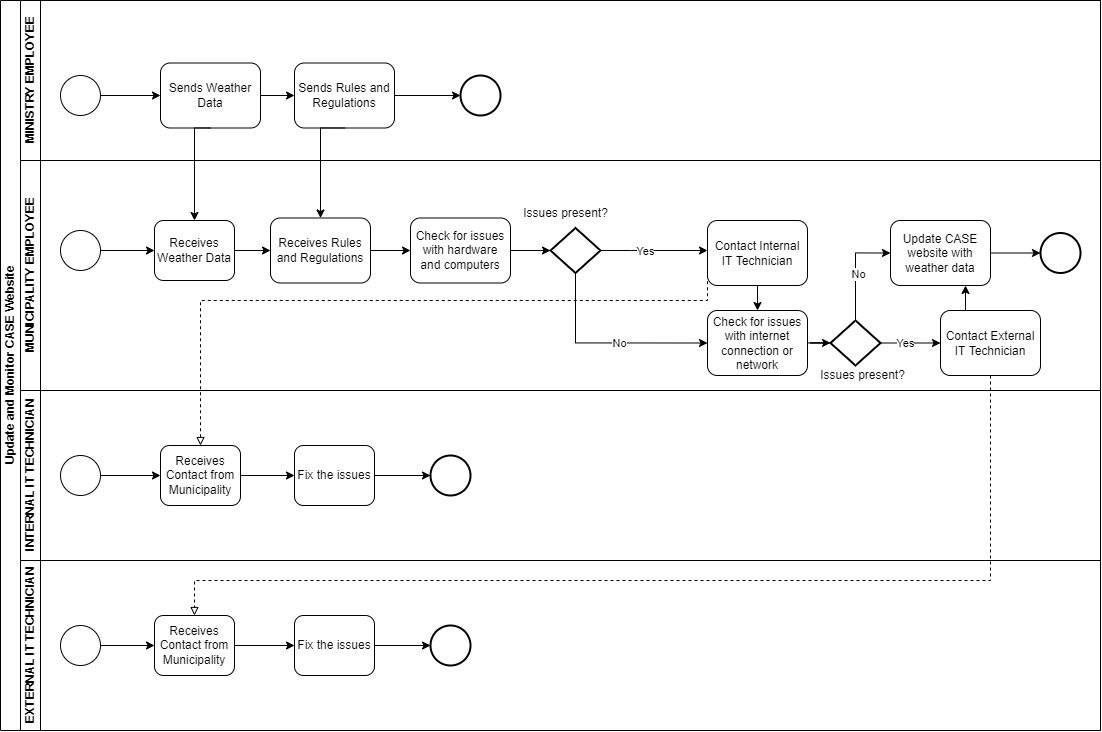 Update and Monitor CASE Website
MINISTRY EMPLOYEE
Sends Weather
Data
Sends Rules and
Regulations
MUNICIPALITY EMPLOYEE
Receives
Weather Data
Receives Rules
and Regulations
Check for issues
with hardware
and computers
Issues present?
Yes
No
Contact Internal
IT Technician
Check for issues
with internet
connection or
network
Issues present?
No
Yes
Update CASE
website with
weather data
Contact External
IT Technician
INTERNAL IT TECHNICIAN
Receives
Contact from
Municipality
Fix the issues
EXTERNAL IT TECHNICIAN
Receives
Contact from
Municipality
Fix the issues